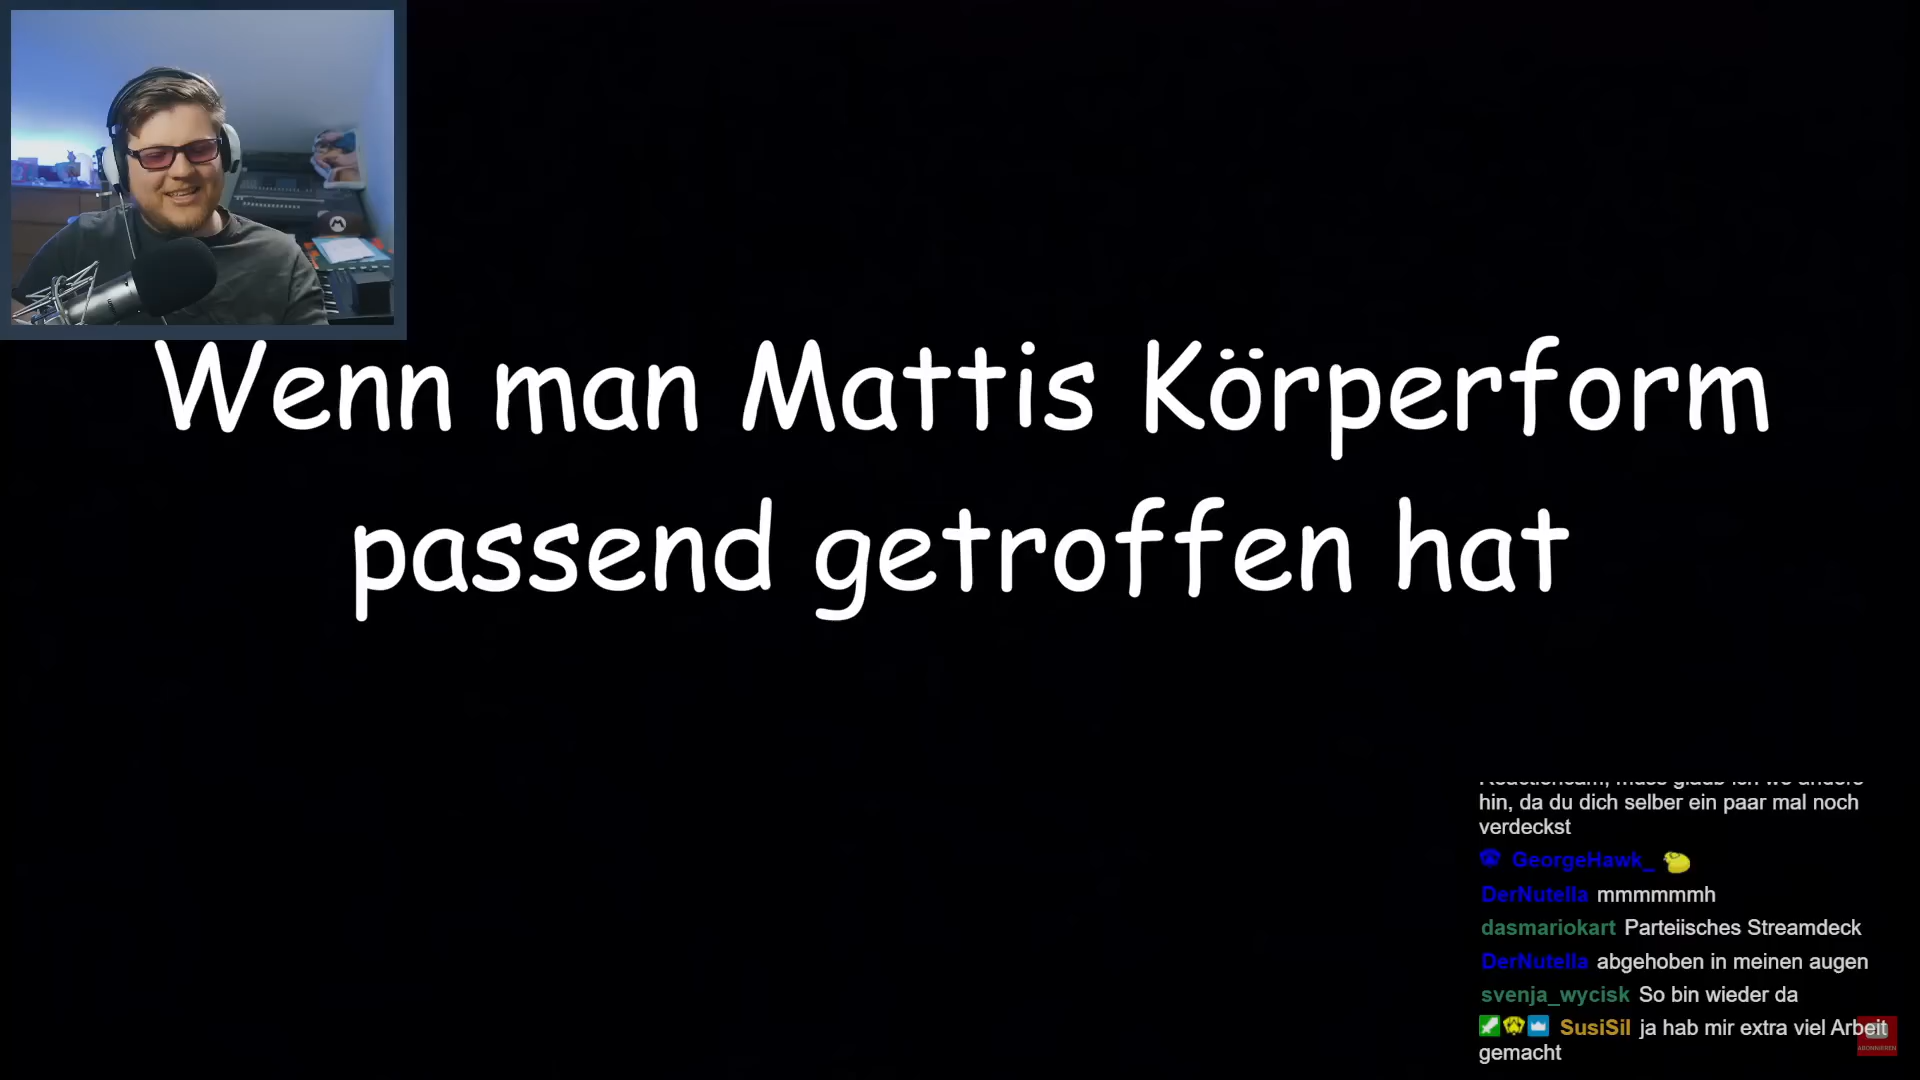 Wenn man Mattis Körperform
passend getroffen hat
hin, da du dich selber ein paar mal noch
verdeckst
GeorgeHawk_
DerNutella mmmmmmh
dasmariokart Parteiisches Streamdeck
DerNutella abgehoben in meinen augen
svenja_wycisk So bin wieder da
SusiSil ja hab mir extra viel Arbeit
gemacht
ABONNIEREN